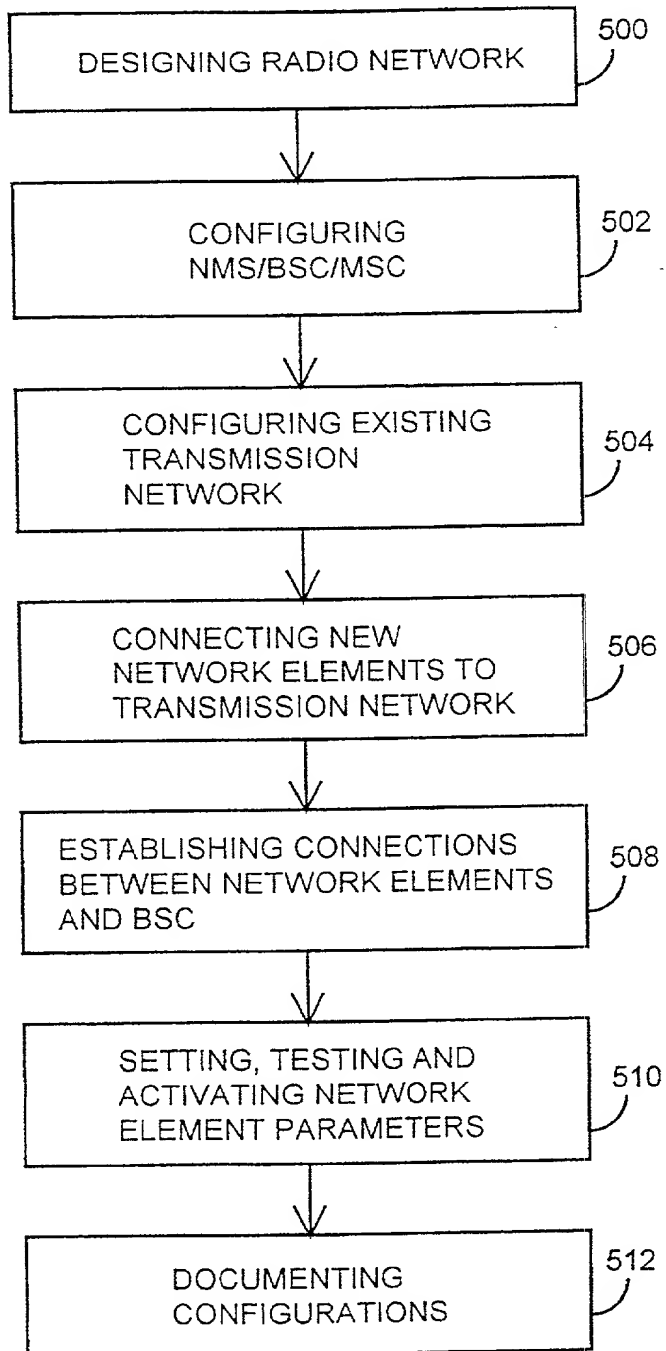 DESIGNING RADIO NETWORK
500
CONFIGURING
NMS/BSC/MSC
502
CONFIGURING EXISTING
TRANSMISSION
NETWORK
504
CONNECTING NEW
NETWORK ELEMENTS TO
TRANSMISSION NETWORK
506
ESTABLISHING CONNECTIONS
BETWEEN NETWORK ELEMENTS
AND BSC
508
SETTING, TESTING AND
ACTIVATING NETWORK
ELEMENT PARAMETERS
510
DOCUMENTING
CONFIGURATIONS
512